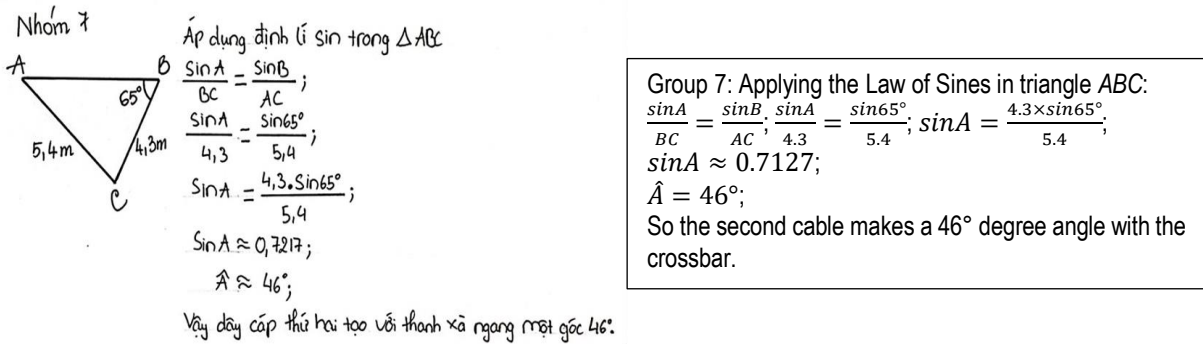 Nhóm 7
A
B
65°
5,4m
4,3m
C
Áp dụng định lí sin trong △ABC
sinA/BC = sinB/AC ;
sinA/4,3 = sin65°/5,4 ;
SinA = 4,3.Sin65°/5,4 ;
SinA ≈ 0,7217;
Â ≈ 46°;
Vậy dây cáp thứ hai tạo với thanh xà ngang một góc 46°.
Group 7: Applying the Law of Sines in triangle ABC:
sinA/BC = sinB/AC; sinA/4.3 = sin65°/5.4; sinA = 4.3×sin65°/5.4;
sinA ≈ 0.7127;
Â = 46°;
So the second cable makes a 46° degree angle with the
crossbar.